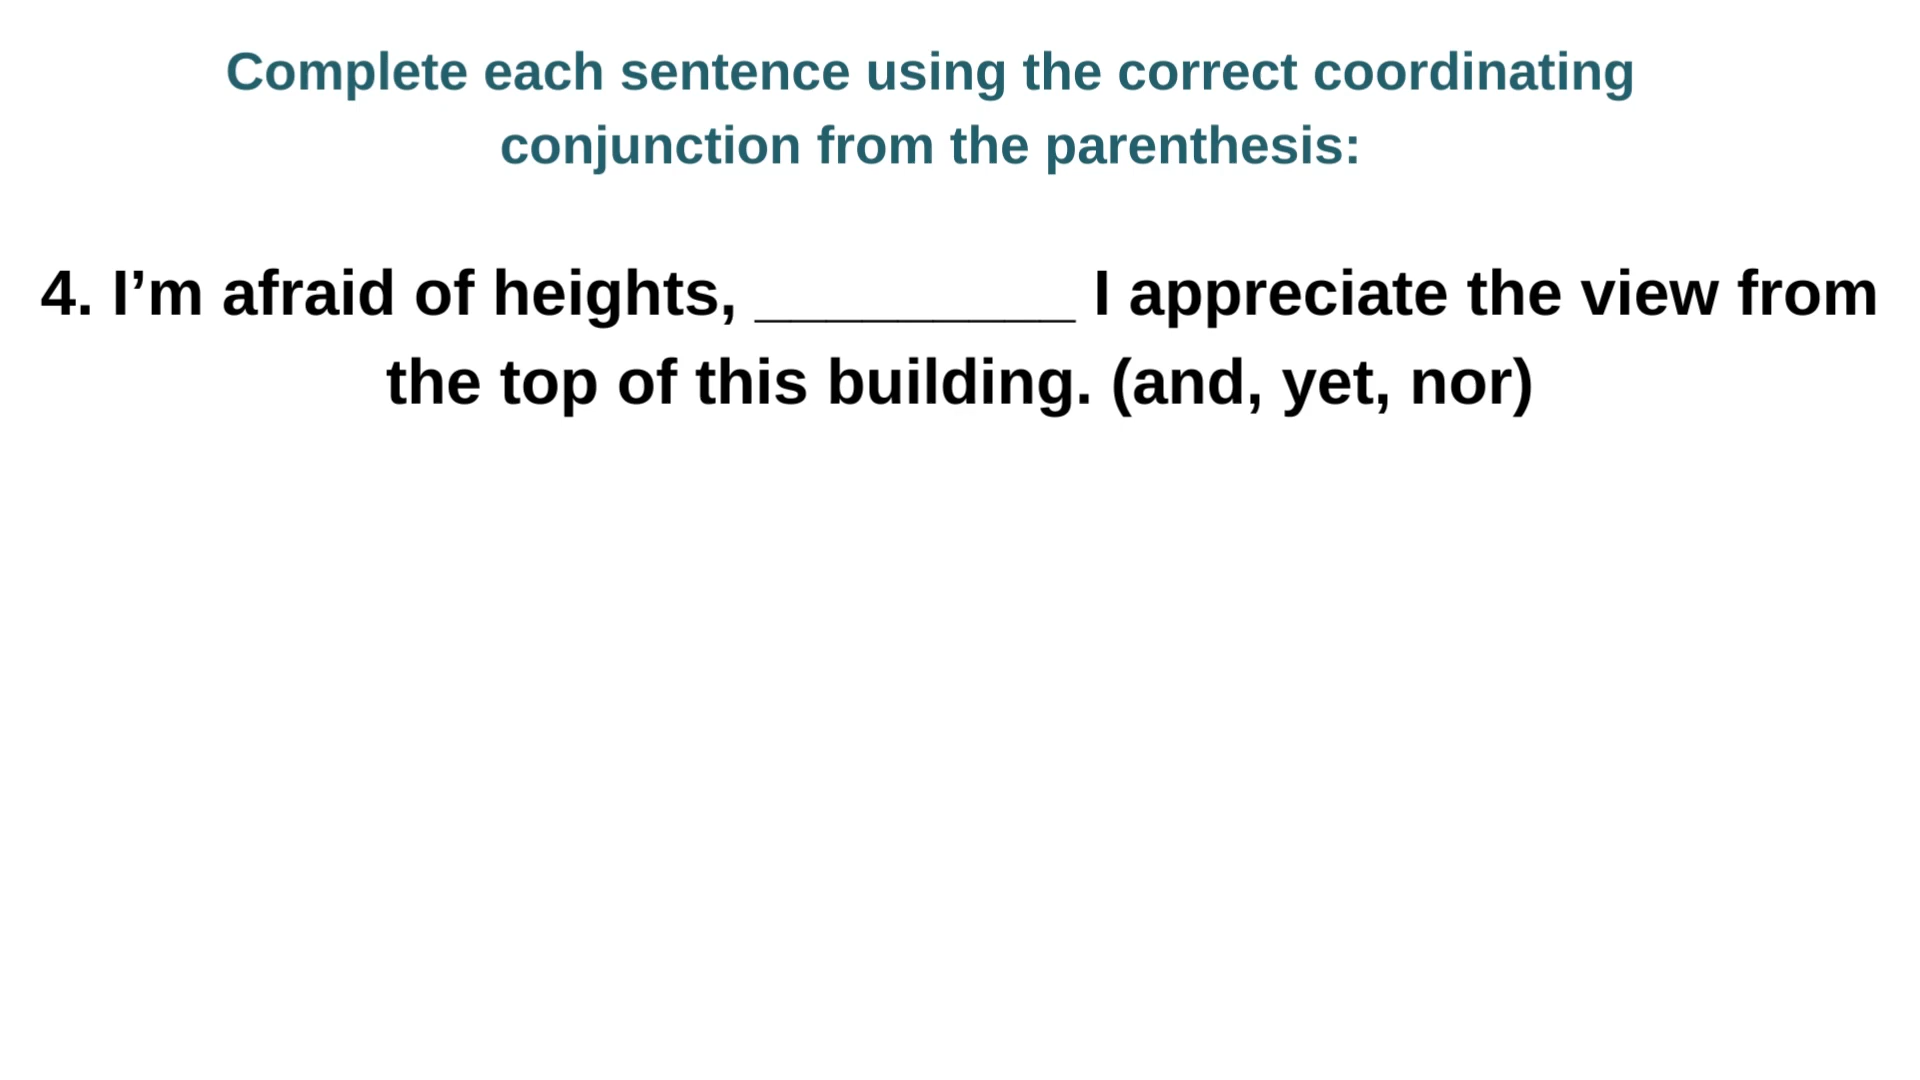 Complete each sentence using the correct coordinating
conjunction from the parenthesis:
4. I’m afraid of heights, _________ I appreciate the view from
the top of this building. (and, yet, nor)